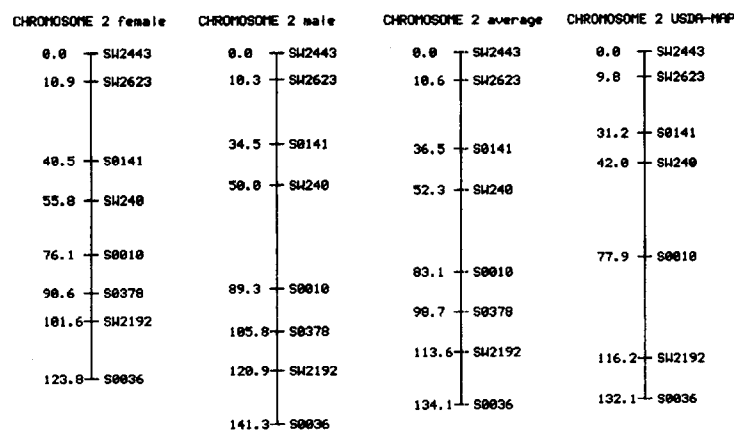 CHROMOSOME 2 female
0.0 SW2443
10.9 SW2623
40.5 S0141
55.8 SW240
76.1 S0010
90.6 S0378
101.6 SW2192
123.8 S0036
CHROMOSOME 2 male
0.0 SW2443
10.3 SW2623
34.5 S0141
50.0 SW240
89.3 S0010
105.8 S0378
120.9 SW2192
141.3 S0036
CHROMOSOME 2 average
0.0 SW2443
10.6 SW2623
36.5 S0141
52.3 SW240
83.1 S0010
98.7 S0378
113.6 SW2192
134.1 S0036
CHROMOSOME 2 USDA-MAP
0.0 SW2443
9.8 SW2623
31.2 S0141
42.0 SW240
77.9 S0010
116.2 SW2192
132.1 S0036